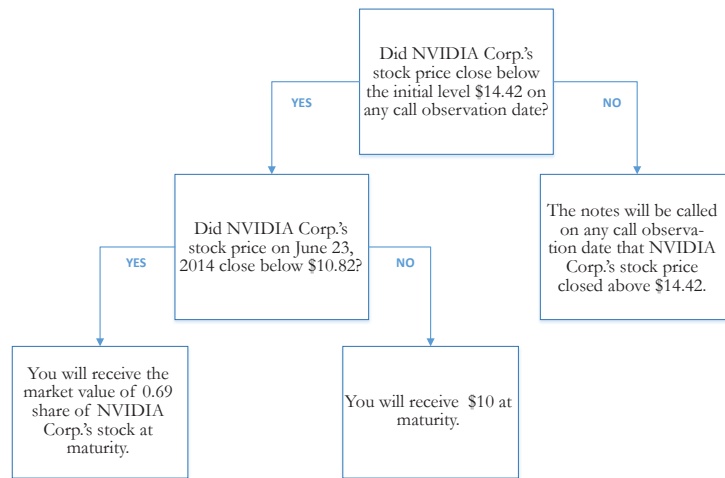 Did NVIDIA Corp.'s
stock price close below
the initial level $14.42 on
any call observation date?
YES
NO
Did NVIDIA Corp.'s
stock price on June 23,
2014 close below $10.82?
The notes will be called
on any call observa-
tion date that NVIDIA
Corp.'s stock price
closed above $14.42.
YES
NO
You will receive the
market value of 0.69
share of NVIDIA
Corp.'s stock at
maturity.
You will receive $10 at
maturity.